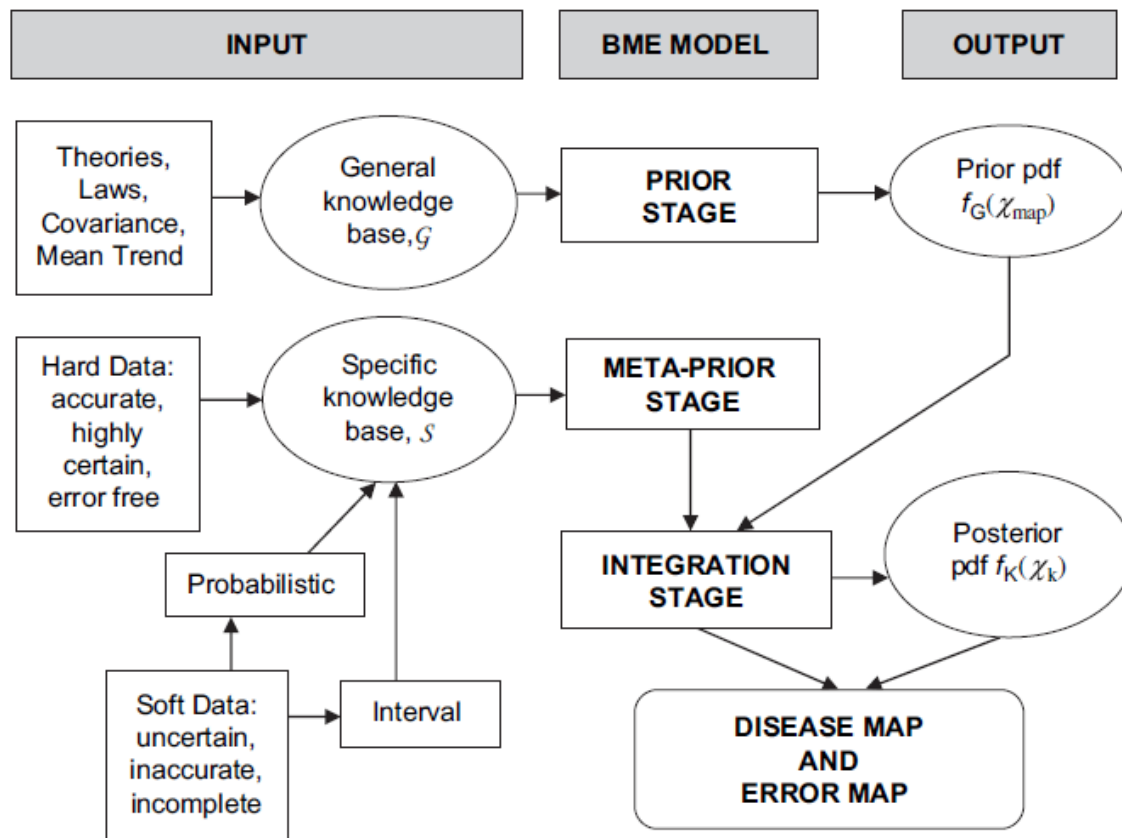 INPUT
BME MODEL
OUTPUT
Theories,
Laws,
Covariance,
Mean Trend
General
knowledge
base, 𝒢
PRIOR
STAGE
Prior pdf
f_G(χ_map)
Hard Data:
accurate,
highly
certain,
error free
Specific
knowledge
base, 𝒮
META-PRIOR
STAGE
Probabilistic
INTEGRATION
STAGE
Posterior
pdf f_K(χ_k)
Soft Data:
uncertain,
inaccurate,
incomplete
Interval
DISEASE MAP
AND
ERROR MAP